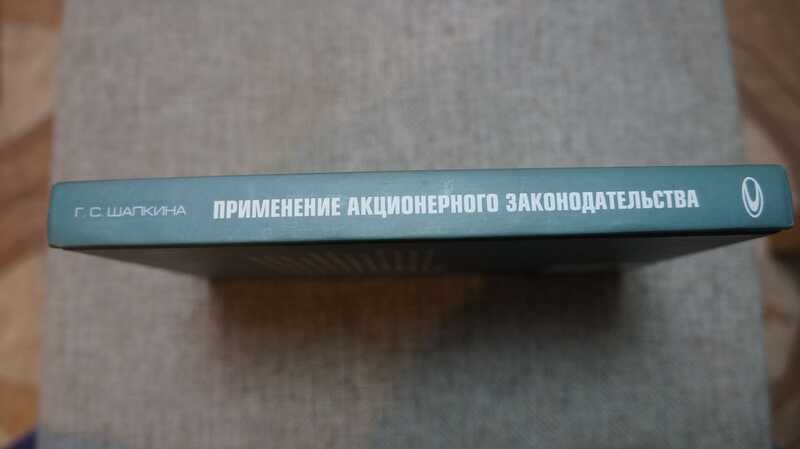 Г. С. ШАПКИНА ПРИМЕНЕНИЕ АКЦИОНЕРНОГО ЗАКОНОДАТЕЛЬСТВА